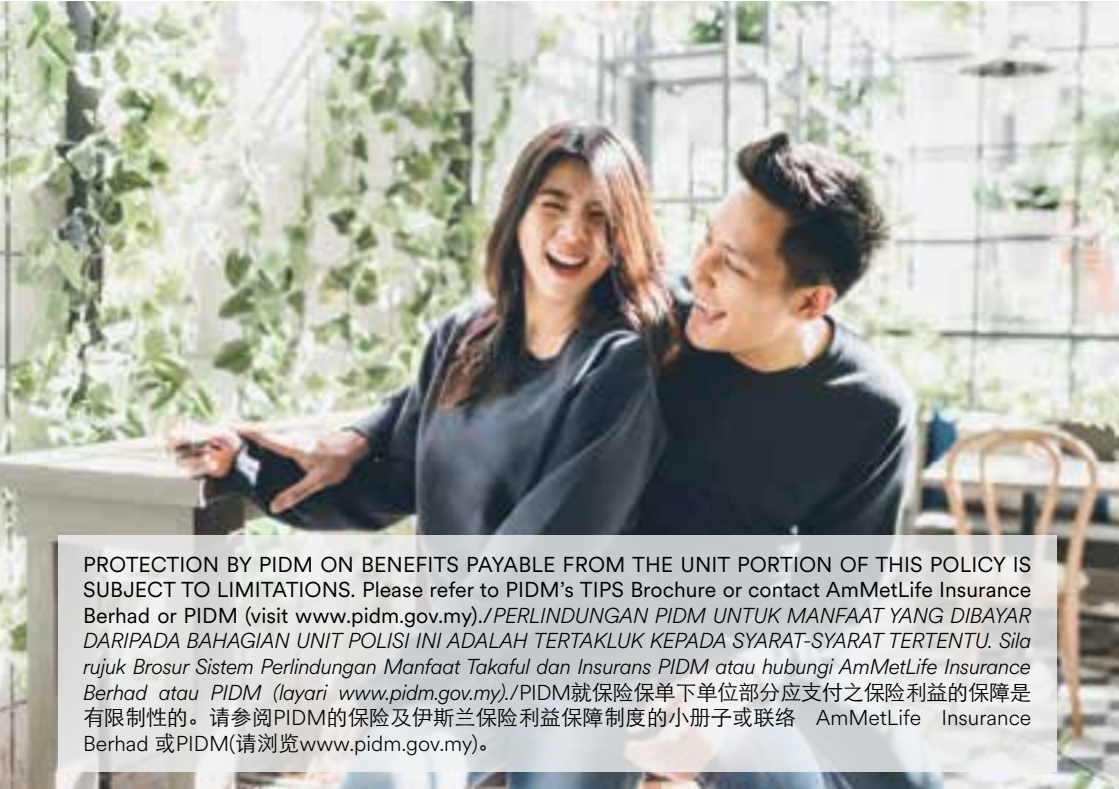 PROTECTION BY PIDM ON BENEFITS PAYABLE FROM THE UNIT PORTION OF THIS POLICY IS
SUBJECT TO LIMITATIONS. Please refer to PIDM's TIPS Brochure or contact AmMetLife Insurance
Berhad or PIDM (visit www.pidm.gov.my)./PERLINDUNGAN PIDM UNTUK MANFAAT YANG DIBAYAR
DARIPADA BAHAGIAN UNIT POLISI INI ADALAH TERTAKLUK KEPADA SYARAT-SYARAT TERTENTU. Sila
rujuk Brosur Sistem Perlindungan Manfaat Takaful dan Insurans PIDM atau hubungi AmMetLife Insurance
Berhad atau PIDM (layari www.pidm.gov.my)./PIDM就保险保单下单位部分应支付之保险利益的保障是
有限制性的。请参阅PIDM的保险及伊斯兰保险利益保障制度的小册子或联络 AmMetLife Insurance
Berhad 或PIDM(请浏览www.pidm.gov.my)。